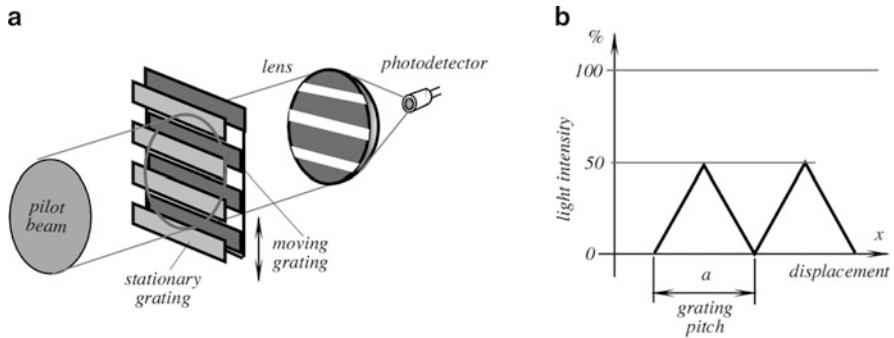 a
lens
photodetector
pilot
beam
moving
grating
stationary
grating
b
%
100
light intensity
50
0
x
a
displacement
grating
pitch